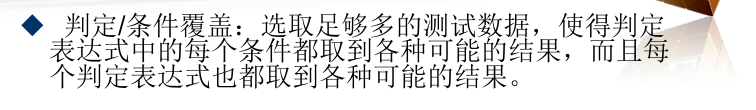 ◆ 判定/条件覆盖：选取足够多的测试数据，使得判定
表达式中的每个条件都取到各种可能的结果，而且每
个判定表达式也都取到各种可能的结果。